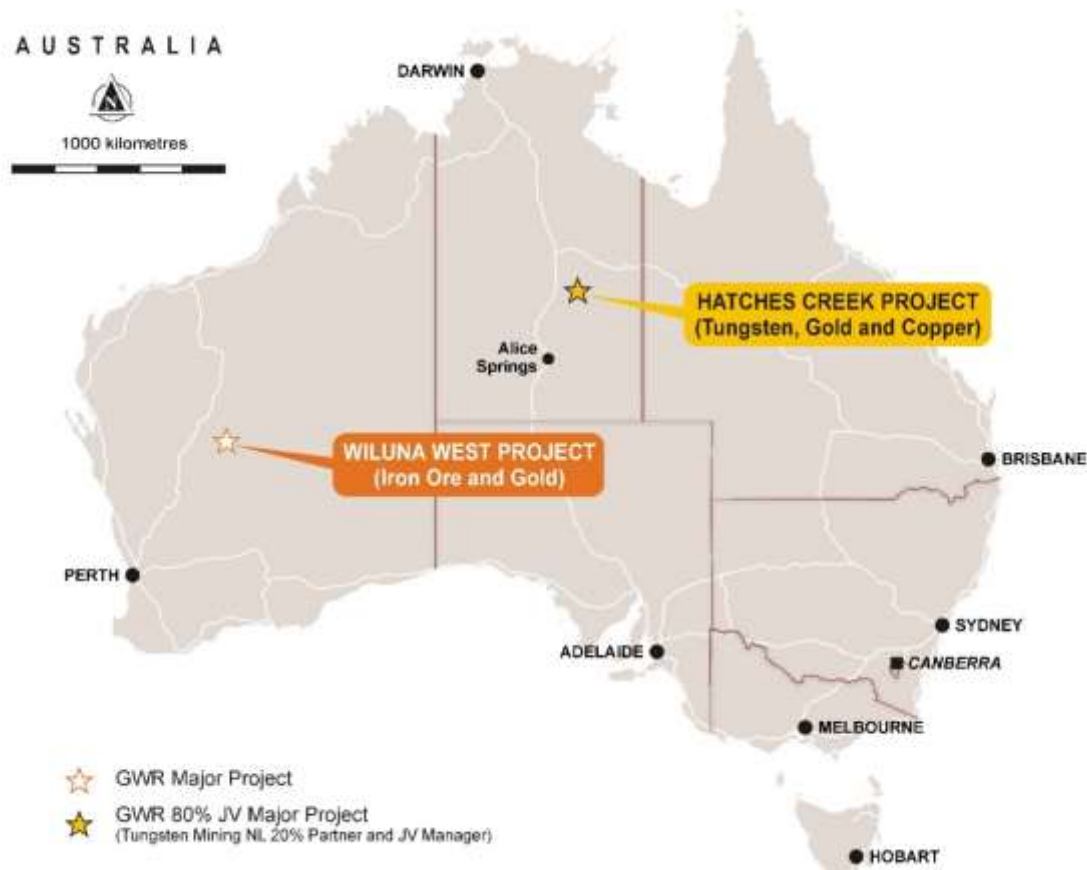 AUSTRALIA
N
1000 kilometres
DARWIN
HATCHES CREEK PROJECT
(Tungsten, Gold and Copper)
Alice
Springs
WILUNA WEST PROJECT
(Iron Ore and Gold)
BRISBANE
PERTH
SYDNEY
ADELAIDE
CANBERRA
MELBOURNE
GWR Major Project
GWR 80% JV Major Project
(Tungsten Mining NL 20% Partner and JV Manager)
HOBART